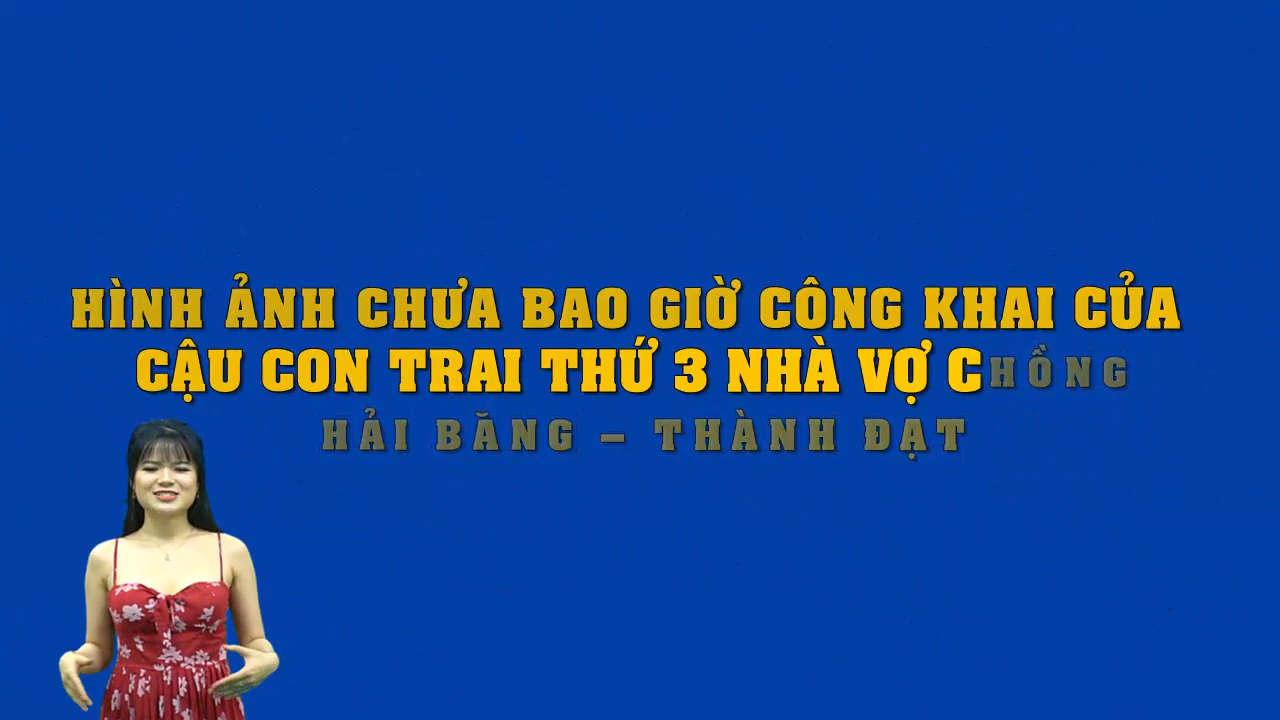 HÌNH ẢNH CHƯA BAO GIỜ CÔNG KHAI CỦA
CẬU CON TRAI THỨ 3 NHÀ VỢ CHỒNG
HẢI BĂNG – THÀNH ĐẠT